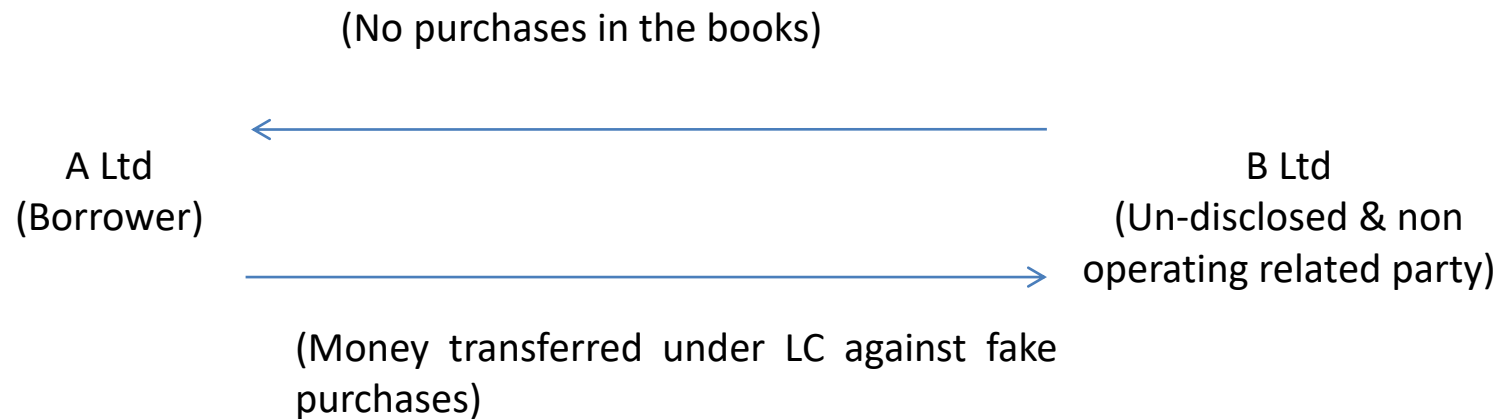 (No purchases in the books)
A Ltd
(Borrower)
B Ltd
(Un-disclosed & non
operating related party)
(Money transferred under LC against fake
purchases)